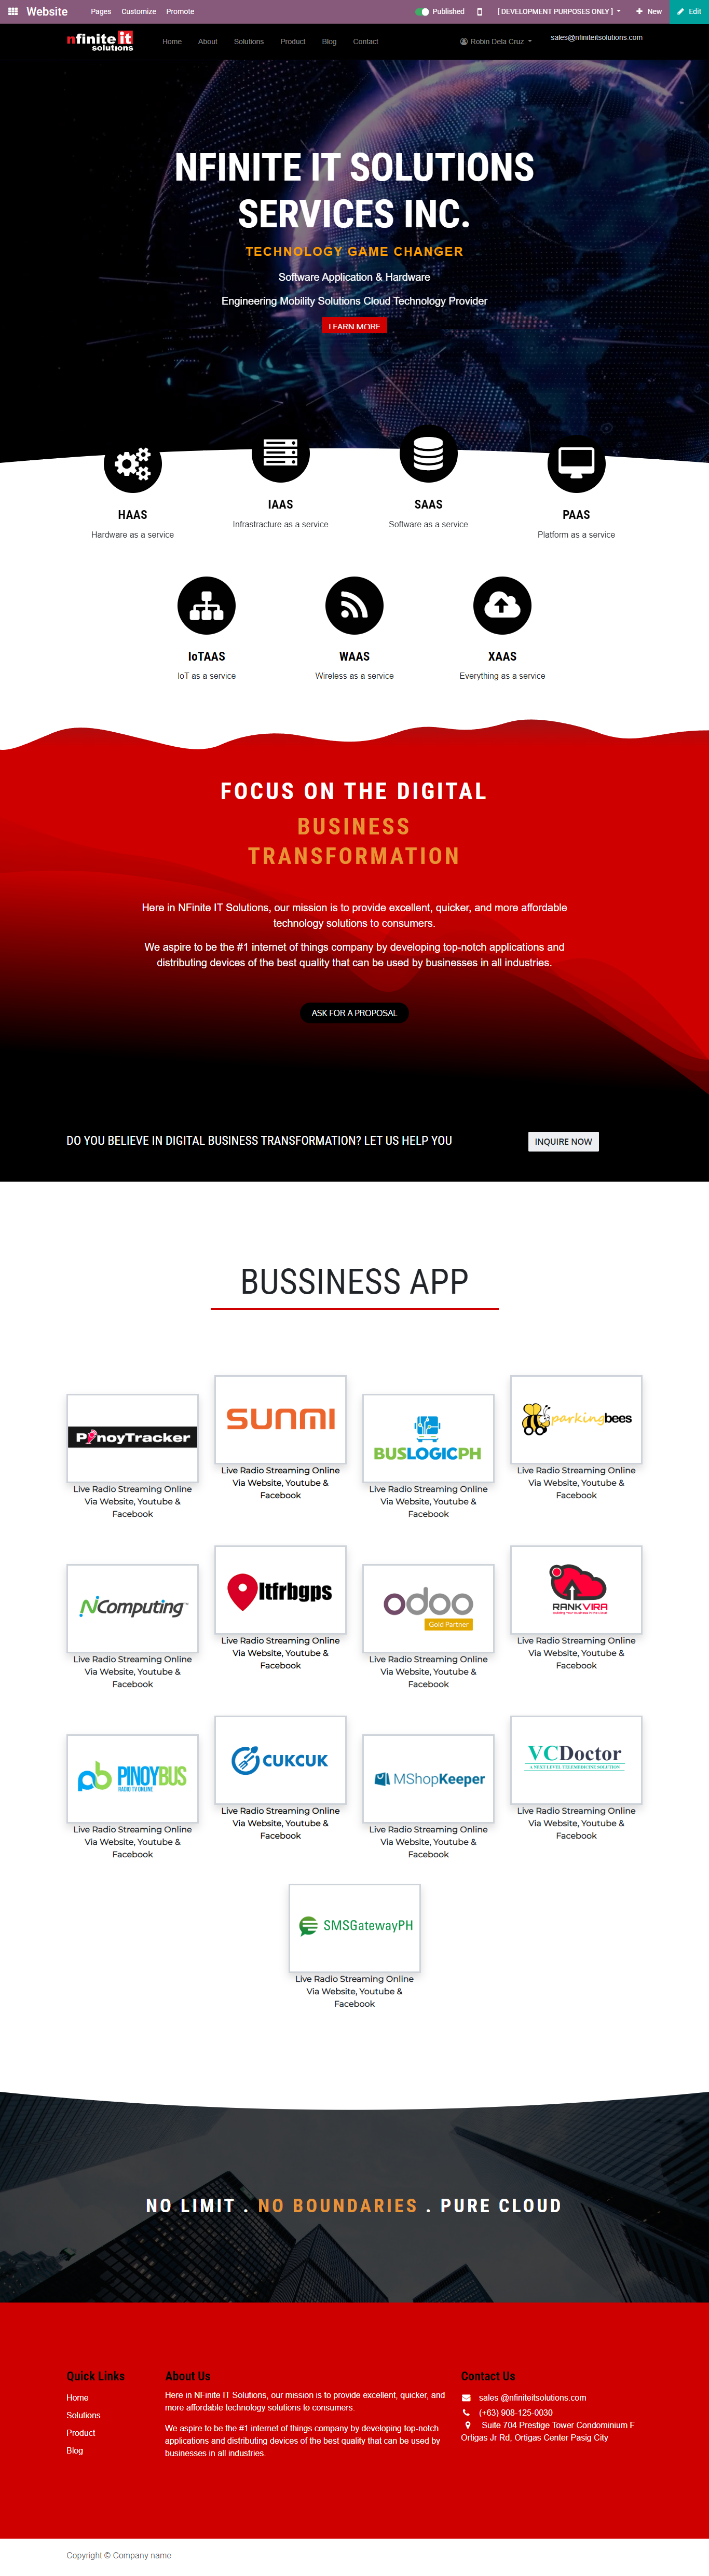 Website Pages Customize Promote Published [ DEVELOPMENT PURPOSES ONLY ] New Edit
nfinite it solutions
Home About Solutions Product Blog Contact Robin Dela Cruz sales@nfiniteitsolutions.com
NFINITE IT SOLUTIONS
SERVICES INC.
TECHNOLOGY GAME CHANGER
Software Application & Hardware
Engineering Mobility Solutions Cloud Technology Provider
LEARN MORE
HAAS
Hardware as a service
IAAS
Infrastracture as a service
SAAS
Software as a service
PAAS
Platform as a service
IoTAAS
IoT as a service
WAAS
Wireless as a service
XAAS
Everything as a service
FOCUS ON THE DIGITAL
BUSINESS
TRANSFORMATION
Here in NFinite IT Solutions, our mission is to provide excellent, quicker, and more affordable
technology solutions to consumers.
We aspire to be the #1 internet of things company by developing top-notch applications and
distributing devices of the best quality that can be used by businesses in all industries.
ASK FOR A PROPOSAL
DO YOU BELIEVE IN DIGITAL BUSINESS TRANSFORMATION? LET US HELP YOU
INQUIRE NOW
BUSSINESS APP
PinoyTracker
Live Radio Streaming Online
Via Website, Youtube &
Facebook
SUNMI
Live Radio Streaming Online
Via Website, Youtube &
Facebook
BUSLOGICPH
Live Radio Streaming Online
Via Website, Youtube &
Facebook
parkingbees
Live Radio Streaming Online
Via Website, Youtube &
Facebook
NComputing™
Live Radio Streaming Online
Via Website, Youtube &
Facebook
ltfrbgps
Live Radio Streaming Online
Via Website, Youtube &
Facebook
odoo
Gold Partner
Live Radio Streaming Online
Via Website, Youtube &
Facebook
RANKVIRA
Building Your Business in the Cloud
Live Radio Streaming Online
Via Website, Youtube &
Facebook
pb PINOYBUS
RADIO TV ONLINE
Live Radio Streaming Online
Via Website, Youtube &
Facebook
CUKCUK
Live Radio Streaming Online
Via Website, Youtube &
Facebook
MShopKeeper
Live Radio Streaming Online
Via Website, Youtube &
Facebook
VCDoctor
A NEXT LEVEL TELEMEDICINE SOLUTION
Live Radio Streaming Online
Via Website, Youtube &
Facebook
SMSGatewayPH
Live Radio Streaming Online
Via Website, Youtube &
Facebook
NO LIMIT . NO BOUNDARIES . PURE CLOUD
Quick Links
Home
Solutions
Product
Blog
About Us
Here in NFinite IT Solutions, our mission is to provide excellent, quicker, and
more affordable technology solutions to consumers.
We aspire to be the #1 internet of things company by developing top-notch
applications and distributing devices of the best quality that can be used by
businesses in all industries.
Contact Us
sales @nfiniteitsolutions.com
(+63) 908-125-0030
Suite 704 Prestige Tower Condominium F
Ortigas Jr Rd, Ortigas Center Pasig City
Copyright © Company name